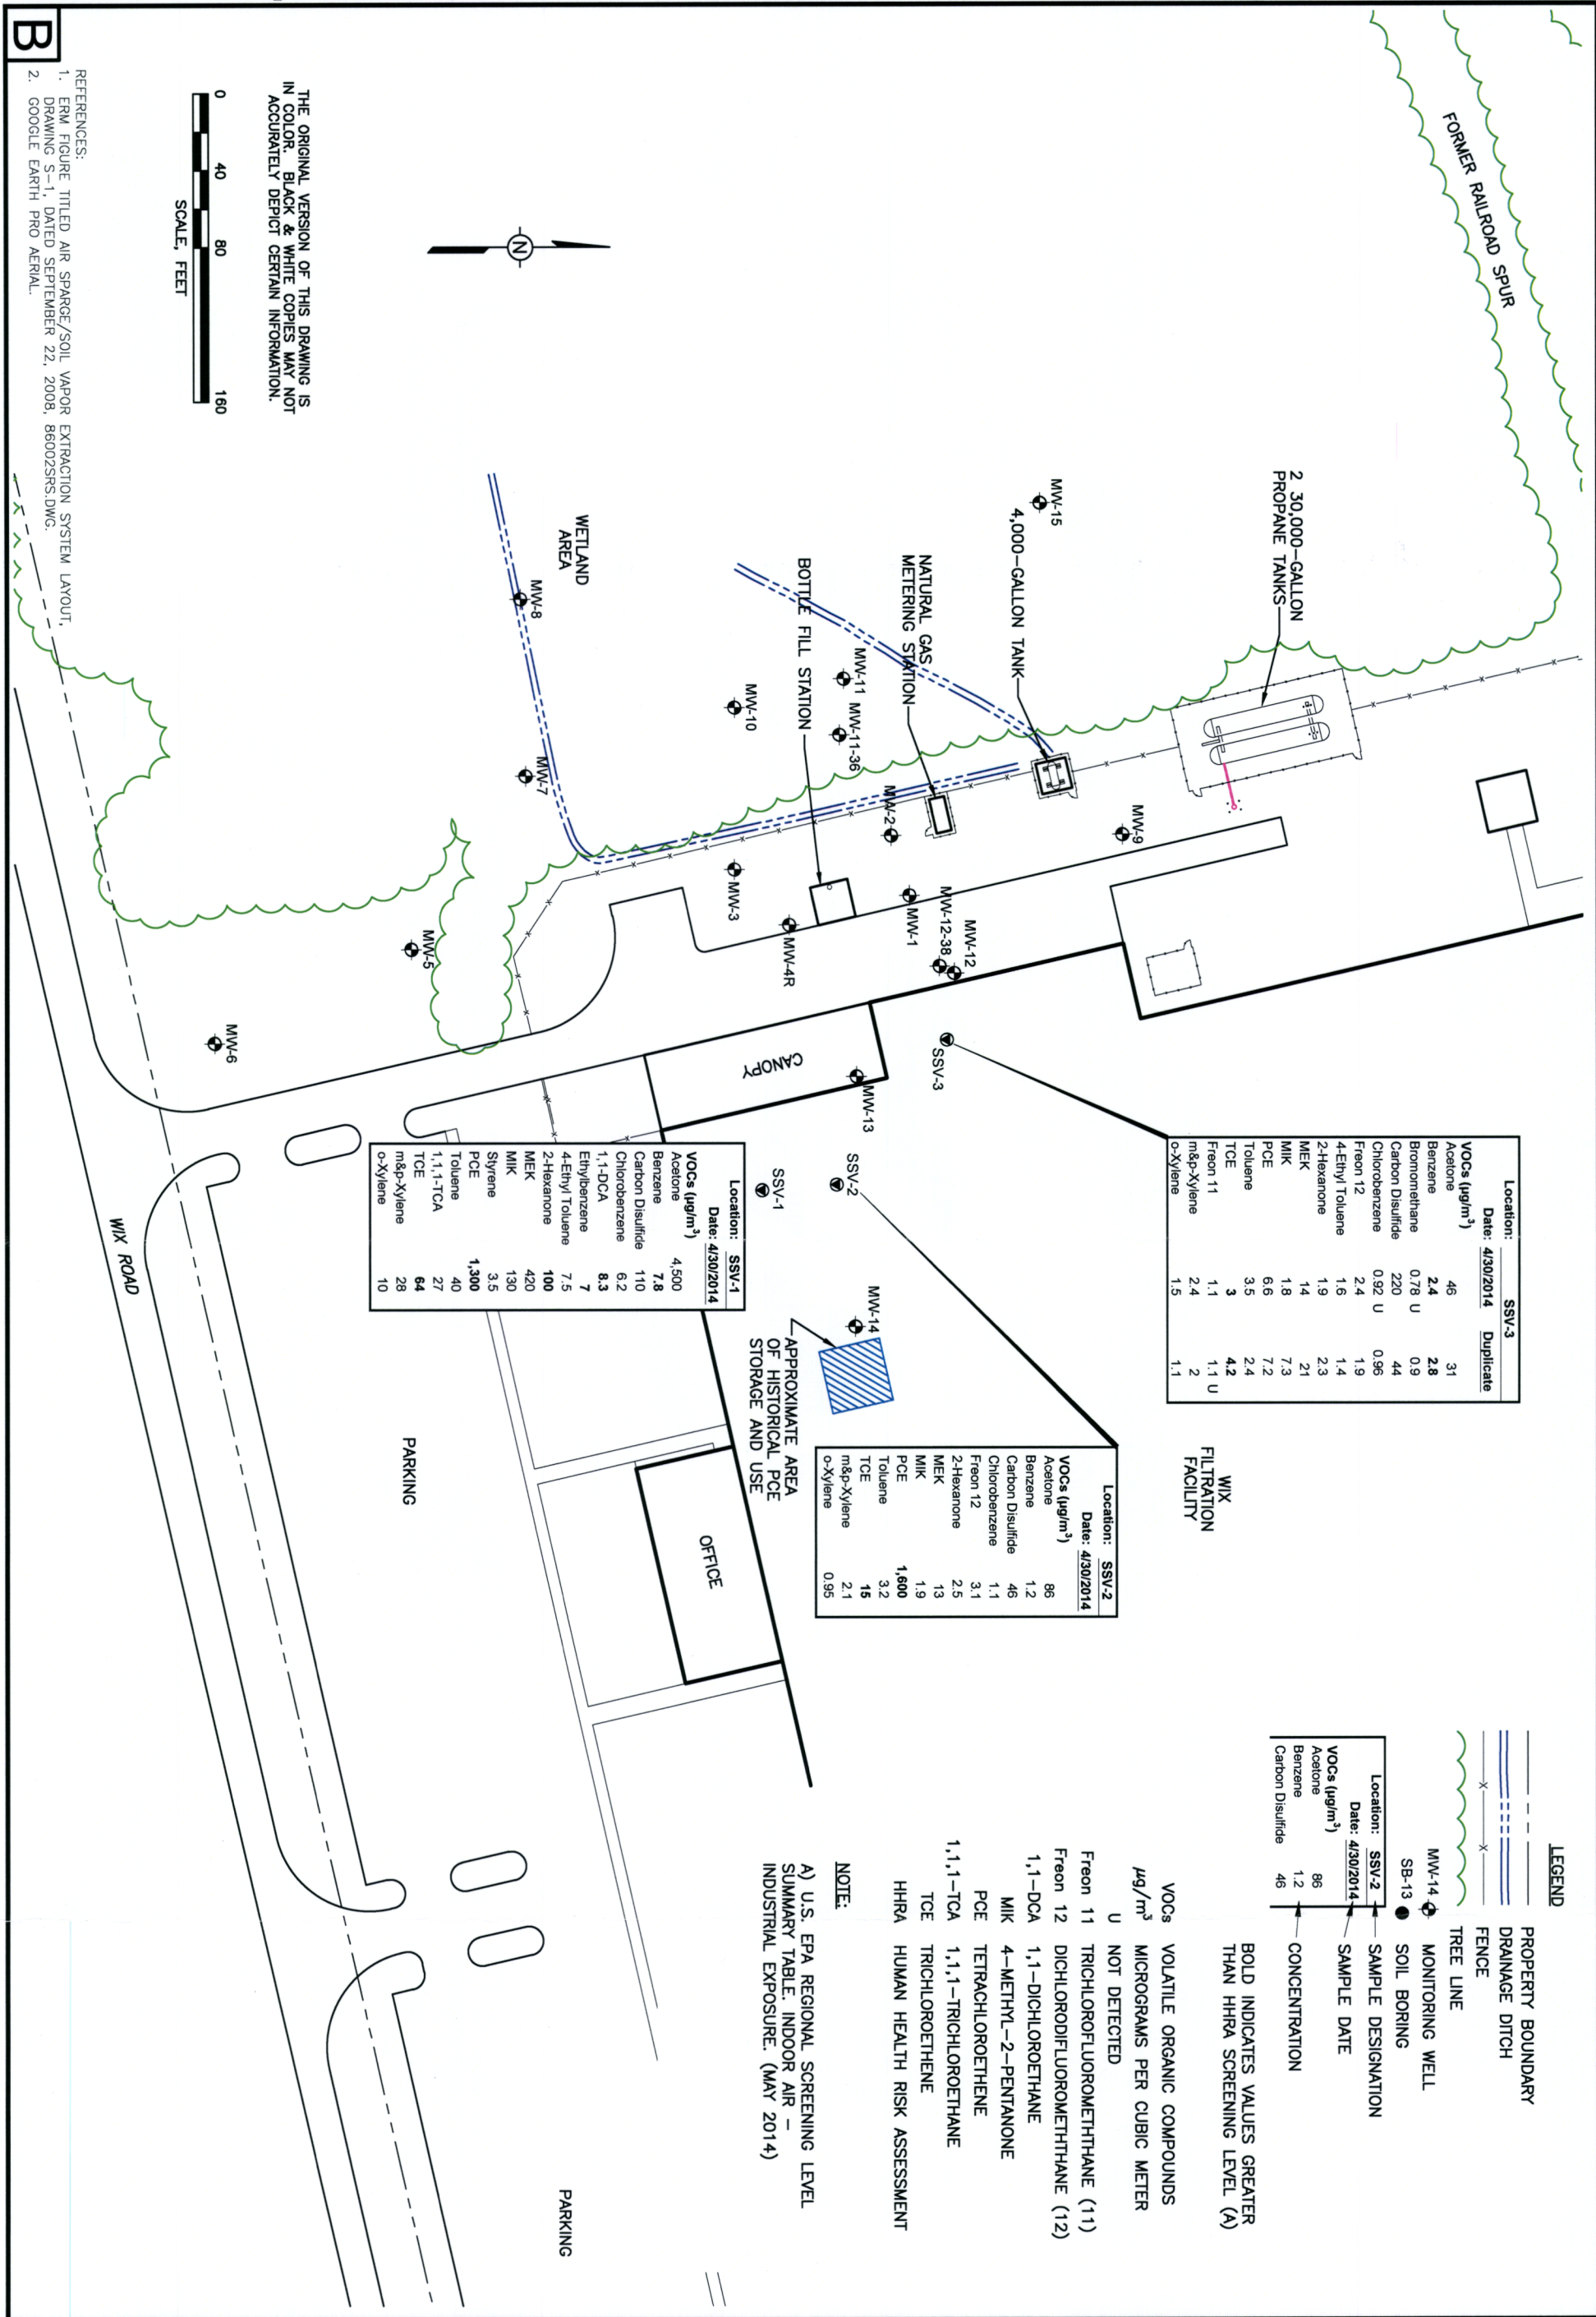 FORMER RAILROAD SPUR
2 30,000-GALLON
PROPANE TANKS
MW-15
4,000-GALLON TANK
NATURAL GAS
METERING STATION
BOTTLE FILL STATION
WETLAND
AREA
MW-8
MW-11
MW-11-36
MW-10
MW-7
MW-9
MW-2
MW-3
MW-1
MW-12-38
MW-12
MW-4R
MW-5
MW-6
CANOPY
MW-13
SSV-3
SSV-2
SSV-1
MW-14
Location: SSV-3
Date: 4/30/2014 Duplicate
VOCs (µg/m³)
Acetone 46 31
Benzene 2.4 2.8
Bromomethane 0.78 U 0.9
Carbon Disulfide 220 44
Chlorobenzene 0.92 U 0.96
Freon 12 2.4 1.9
4-Ethyl Toluene 1.6 1.4
2-Hexanone 1.9 2.3
MEK 14 21
MIK 1.8 7.3
PCE 6.6 7.2
Toluene 3.5 2.4
TCE 3 4.2
Freon 11 1.1 1.1 U
m&p-Xylene 2.4 2
o-Xylene 1.5 1.1
Location: SSV-2
Date: 4/30/2014
VOCs (µg/m³)
Acetone 86
Benzene 1.2
Carbon Disulfide 46
Chlorobenzene 1.1
Freon 12 3.1
2-Hexanone 2.5
MEK 13
MIK 1.9
PCE 1,600
Toluene 3.2
TCE 15
m&p-Xylene 2.1
o-Xylene 0.95
Location: SSV-1
Date: 4/30/2014
VOCs (µg/m³)
Acetone 4,500
Benzene 7.8
Carbon Disulfide 110
Chlorobenzene 6.2
1,1-DCA 8.3
Ethylbenzene 7
4-Ethyl Toluene 7.5
2-Hexanone 100
MEK 420
MIK 130
Styrene 3.5
PCE 1,300
Toluene 40
1,1,1-TCA 27
TCE 64
m&p-Xylene 28
o-Xylene 10
APPROXIMATE AREA
OF HISTORICAL PCE
STORAGE AND USE
WIX
FILTRATION
FACILITY
OFFICE
PARKING
PARKING
WIX ROAD
LEGEND
PROPERTY BOUNDARY
DRAINAGE DITCH
FENCE
TREE LINE
MW-14 MONITORING WELL
SB-13 SOIL BORING
Location: SSV-2 SAMPLE DESIGNATION
Date: 4/30/2014 SAMPLE DATE
VOCs (µg/m³)
Acetone 86
Benzene 1.2 CONCENTRATION
Carbon Disulfide 46
BOLD INDICATES VALUES GREATER
THAN HHRA SCREENING LEVEL (A)
VOCs VOLATILE ORGANIC COMPOUNDS
µg/m³ MICROGRAMS PER CUBIC METER
U NOT DETECTED
Freon 11 TRICHLOROFLUOROMETHTHANE (11)
Freon 12 DICHLORODIFLUOROMETHTHANE (12)
1,1-DCA 1,1-DICHLOROETHANE
MIK 4-METHYL-2-PENTANONE
PCE TETRACHLOROETHENE
1,1,1-TCA 1,1,1-TRICHLOROETHANE
TCE TRICHLOROETHENE
HHRA HUMAN HEALTH RISK ASSESSMENT
NOTE:
A) U.S. EPA REGIONAL SCREENING LEVEL
SUMMARY TABLE. INDOOR AIR -
INDUSTRIAL EXPOSURE. (MAY 2014)
N
THE ORIGINAL VERSION OF THIS DRAWING IS
IN COLOR. BLACK & WHITE COPIES MAY NOT
ACCURATELY DEPICT CERTAIN INFORMATION.
0 40 80 160
SCALE, FEET
REFERENCES:
1. ERM FIGURE TITLED AIR SPARGE/SOIL VAPOR EXTRACTION SYSTEM LAYOUT,
DRAWING S-1, DATED SEPTEMBER 22, 2008, 86002SRS.DWG.
2. GOOGLE EARTH PRO AERIAL.
B